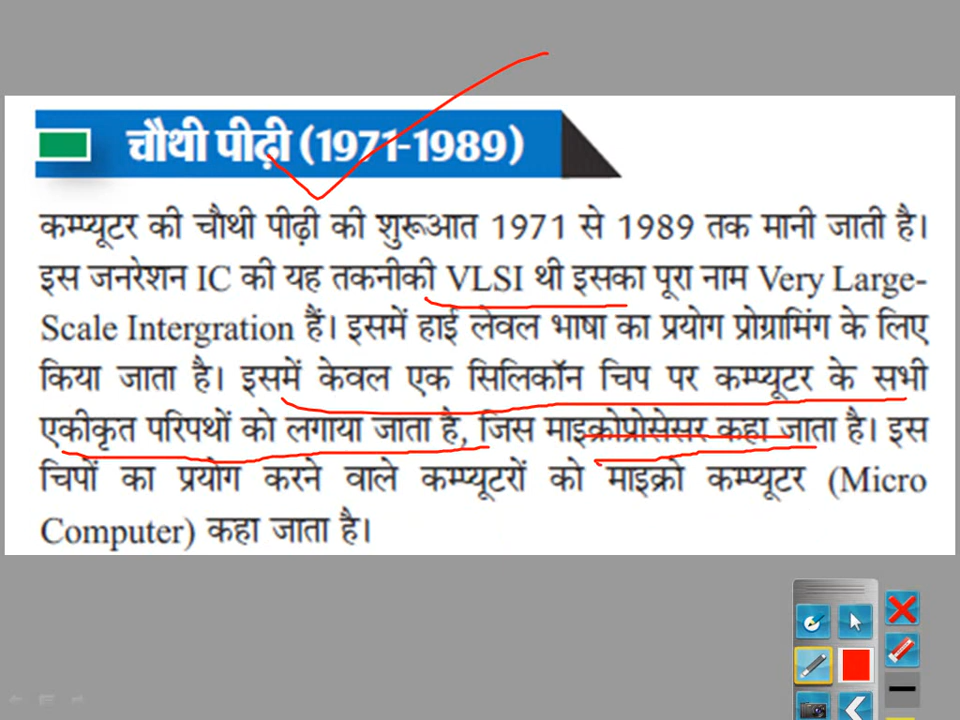 चौथी पीढ़ी (1971-1989)
कम्प्यूटर की चौथी पीढ़ी की शुरूआत 1971 से 1989 तक मानी जाती है।
इस जनरेशन IC की यह तकनीकी VLSI थी इसका पूरा नाम Very Large-
Scale Intergration हैं। इसमें हाई लेवल भाषा का प्रयोग प्रोग्रामिंग के लिए
किया जाता है। इसमें केवल एक सिलिकॉन चिप पर कम्प्यूटर के सभी
एकीकृत परिपथों को लगाया जाता है, जिस माइक्रोप्रोसेसर कहा जाता है। इस
चिपों का प्रयोग करने वाले कम्प्यूटरों को माइक्रो कम्प्यूटर (Micro
Computer) कहा जाता है।